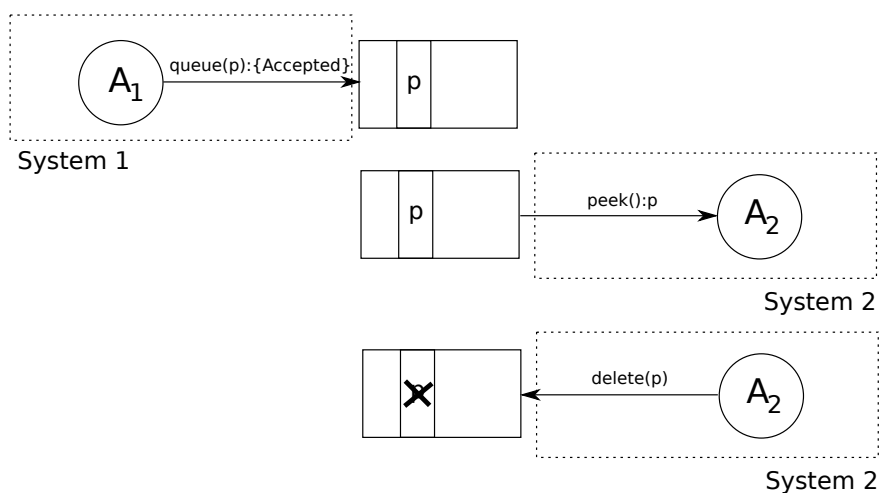 A1
queue(p):{Accepted}
p
System 1
p
peek():p
A2
System 2
delete(p)
A2
System 2